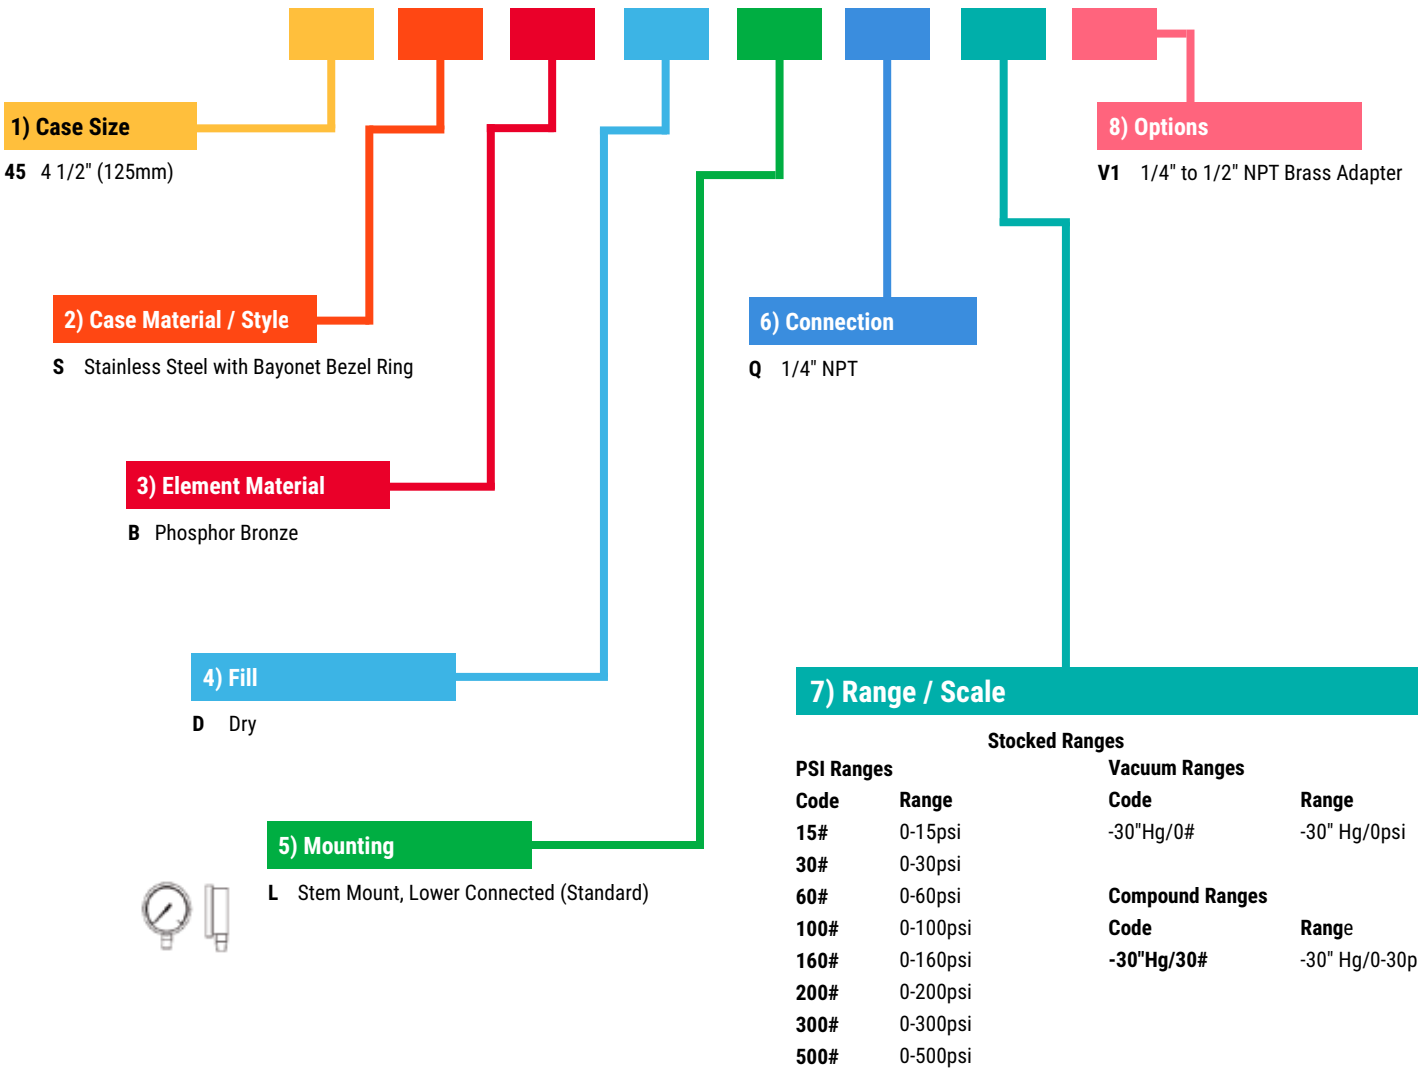 1) Case Size
45 4 1/2" (125mm)
8) Options
V1 1/4" to 1/2" NPT Brass Adapter
2) Case Material / Style
S Stainless Steel with Bayonet Bezel Ring
6) Connection
Q 1/4" NPT
3) Element Material
B Phosphor Bronze
4) Fill
D Dry
5) Mounting
L Stem Mount, Lower Connected (Standard)
7) Range / Scale
Stocked Ranges
PSI Ranges
Code Range
15# 0-15psi
30# 0-30psi
60# 0-60psi
100# 0-100psi
160# 0-160psi
200# 0-200psi
300# 0-300psi
500# 0-500psi
Vacuum Ranges
Code Range
-30"Hg/0# -30" Hg/0psi
Compound Ranges
Code Range
-30"Hg/30# -30" Hg/0-30p